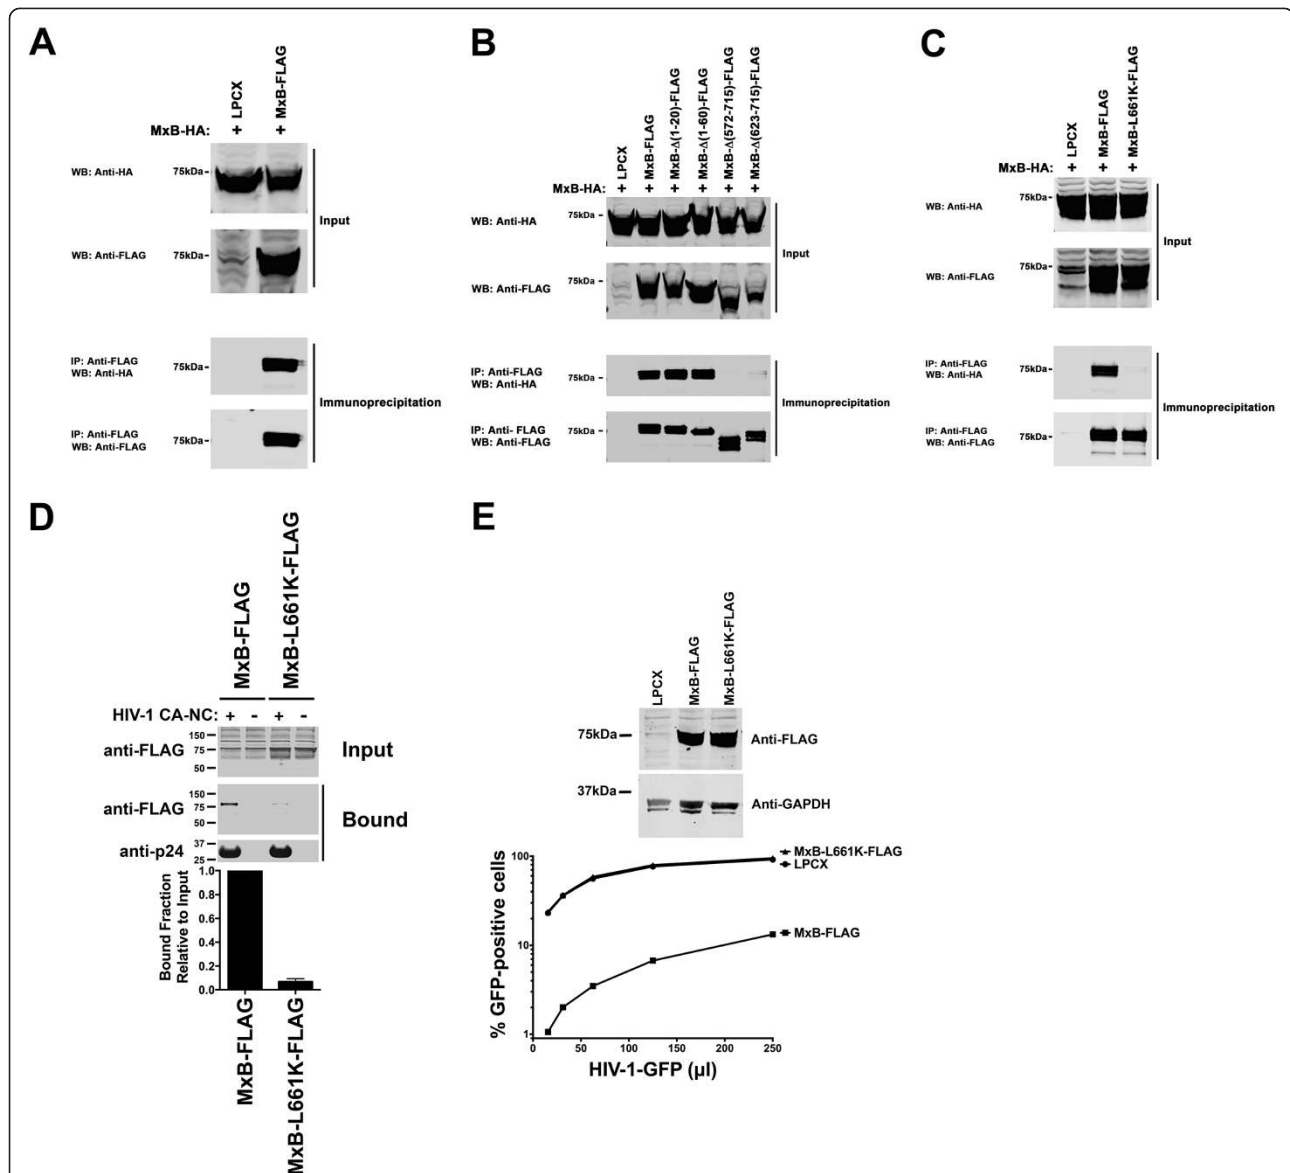 A
+ LPCX
+ MxB-FLAG
MxB-HA:
WB: Anti-HA
75kDa
WB: Anti-FLAG
75kDa
Input
IP: Anti-FLAG
WB: Anti-HA
75kDa
IP: Anti-FLAG
WB: Anti-FLAG
75kDa
Immunoprecipitation
B
+ LPCX
+ MxB-FLAG
+ MxB-Δ(1-20)-FLAG
+ MxB-Δ(1-60)-FLAG
+ MxB-Δ(572-715)-FLAG
+ MxB-Δ(623-715)-FLAG
MxB-HA:
WB: Anti-HA
75kDa
WB: Anti-FLAG
75kDa
Input
IP: Anti-FLAG
WB: Anti-HA
75kDa
IP: Anti- FLAG
WB: Anti-FLAG
75kDa
Immunoprecipitation
C
+ LPCX
+ MxB-FLAG
+ MxB-L661K-FLAG
MxB-HA:
WB: Anti-HA
75kDa
WB: Anti-FLAG
75kDa
Input
IP: Anti-FLAG
WB: Anti-HA
75kDa
IP: Anti-FLAG
WB: Anti-FLAG
75kDa
Immunoprecipitation
D
MxB-FLAG
MxB-L661K-FLAG
HIV-1 CA-NC: + - + -
anti-FLAG
150
75
50
Input
anti-FLAG
150
75
50
Bound
anti-p24
37
25
Bound Fraction
Relative to Input
1.0
0.8
0.6
0.4
0.2
0.0
MxB-FLAG
MxB-L661K-FLAG
E
LPCX
MxB-FLAG
MxB-L661K-FLAG
75kDa
Anti-FLAG
37kDa
Anti-GAPDH
% GFP-positive cells
100
10
1
MxB-L661K-FLAG
LPCX
MxB-FLAG
0 50 100 150 200 250
HIV-1-GFP (µl)